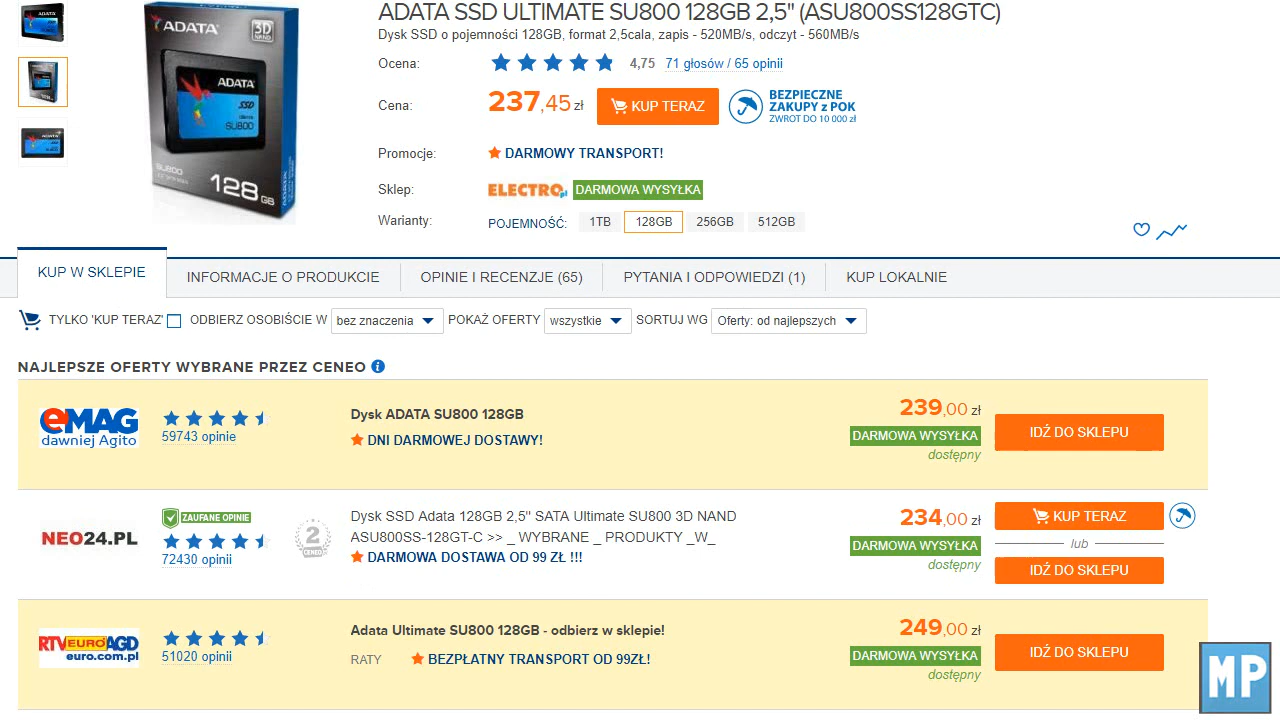 ADATA SSD ULTIMATE SU800 128GB 2,5" (ASU800SS128GTC)
Dysk SSD o pojemności 128GB, format 2,5cala, zapis - 520MB/s, odczyt - 560MB/s
Ocena: 4,75 71 głosów / 65 opinii
Cena: 237,45 zł KUP TERAZ BEZPIECZNE ZAKUPY z POK ZWROT DO 10 000 zł
Promocje: DARMOWY TRANSPORT!
Sklep: ELECTRO.pl DARMOWA WYSYŁKA
Warianty: POJEMNOŚĆ: 1TB 128GB 256GB 512GB
ADATA 3D NAND
ADATA
SSD
Ultimate
SU800
SU800
128GB
KUP W SKLEPIE INFORMACJE O PRODUKCIE OPINIE I RECENZJE (65) PYTANIA I ODPOWIEDZI (1) KUP LOKALNIE
TYLKO 'KUP TERAZ' ODBIERZ OSOBIŚCIE W bez znaczenia POKAŻ OFERTY wszystkie SORTUJ WG Oferty: od najlepszych
NAJLEPSZE OFERTY WYBRANE PRZEZ CENEO i
eMAG
dawniej Agito
59743 opinie
Dysk ADATA SU800 128GB
DNI DARMOWEJ DOSTAWY!
239,00 zł
DARMOWA WYSYŁKA
dostępny
IDŹ DO SKLEPU
NEO24.PL
ZAUFANE OPINIE
72430 opinii
2
CENEO
Dysk SSD Adata 128GB 2,5'' SATA Ultimate SU800 3D NAND
ASU800SS-128GT-C >> _ WYBRANE _ PRODUKTY _W_
DARMOWA DOSTAWA OD 99 ZŁ !!!
234,00 zł
DARMOWA WYSYŁKA
dostępny
KUP TERAZ
lub
IDŹ DO SKLEPU
RTV EURO AGD
euro.com.pl
51020 opinii
Adata Ultimate SU800 128GB - odbierz w sklepie!
RATY BEZPŁATNY TRANSPORT OD 99ZŁ!
249,00 zł
DARMOWA WYSYŁKA
dostępny
IDŹ DO SKLEPU
MP